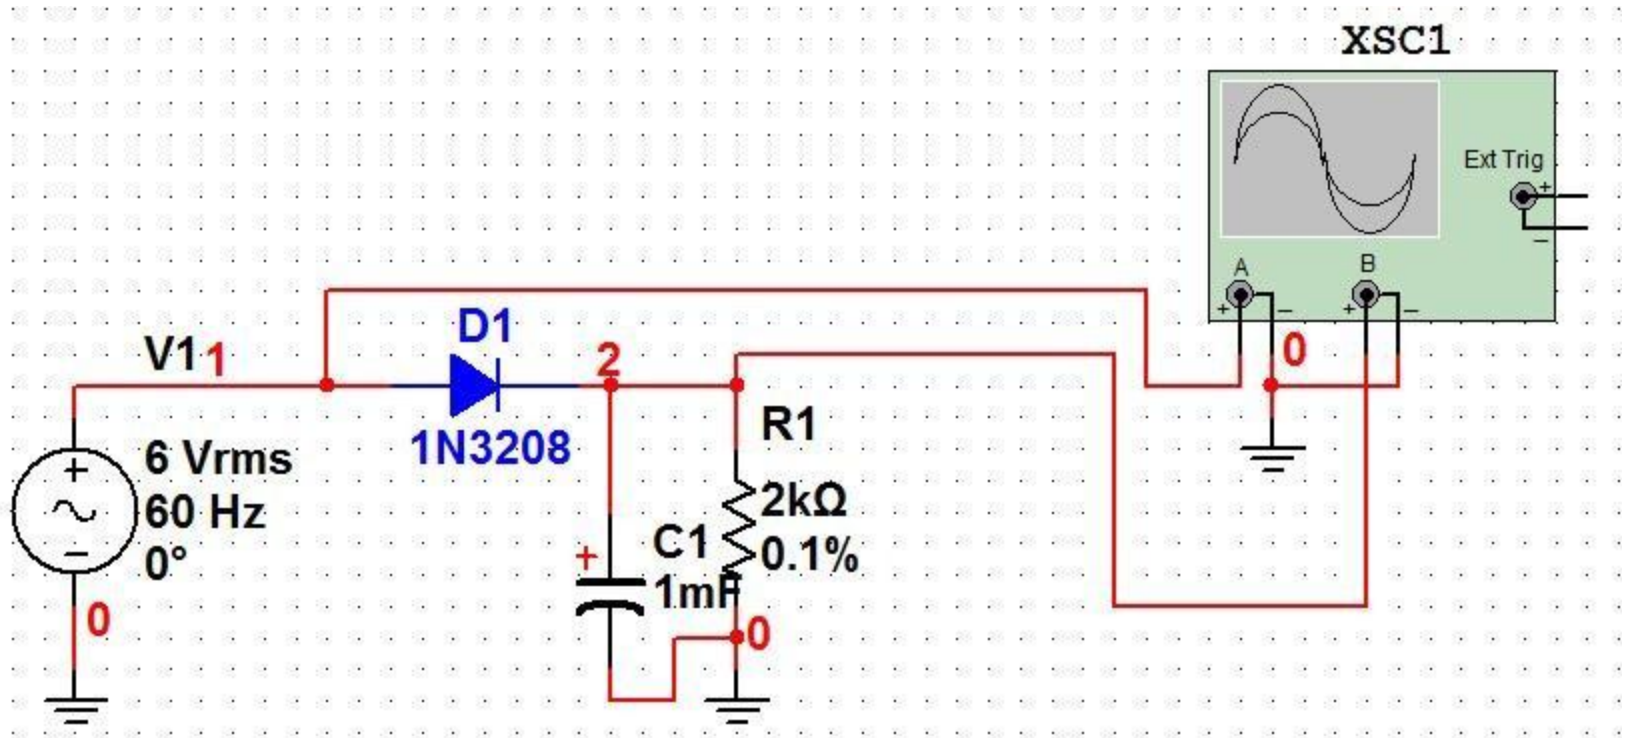 XSC1
Ext Trig
+
−
A
B
+
−
+
−
0
V1
1
D1
2
1N3208
R1
6 Vrms
60 Hz
0°
+
−
2kΩ
0.1%
C1
1mF
+
0
0